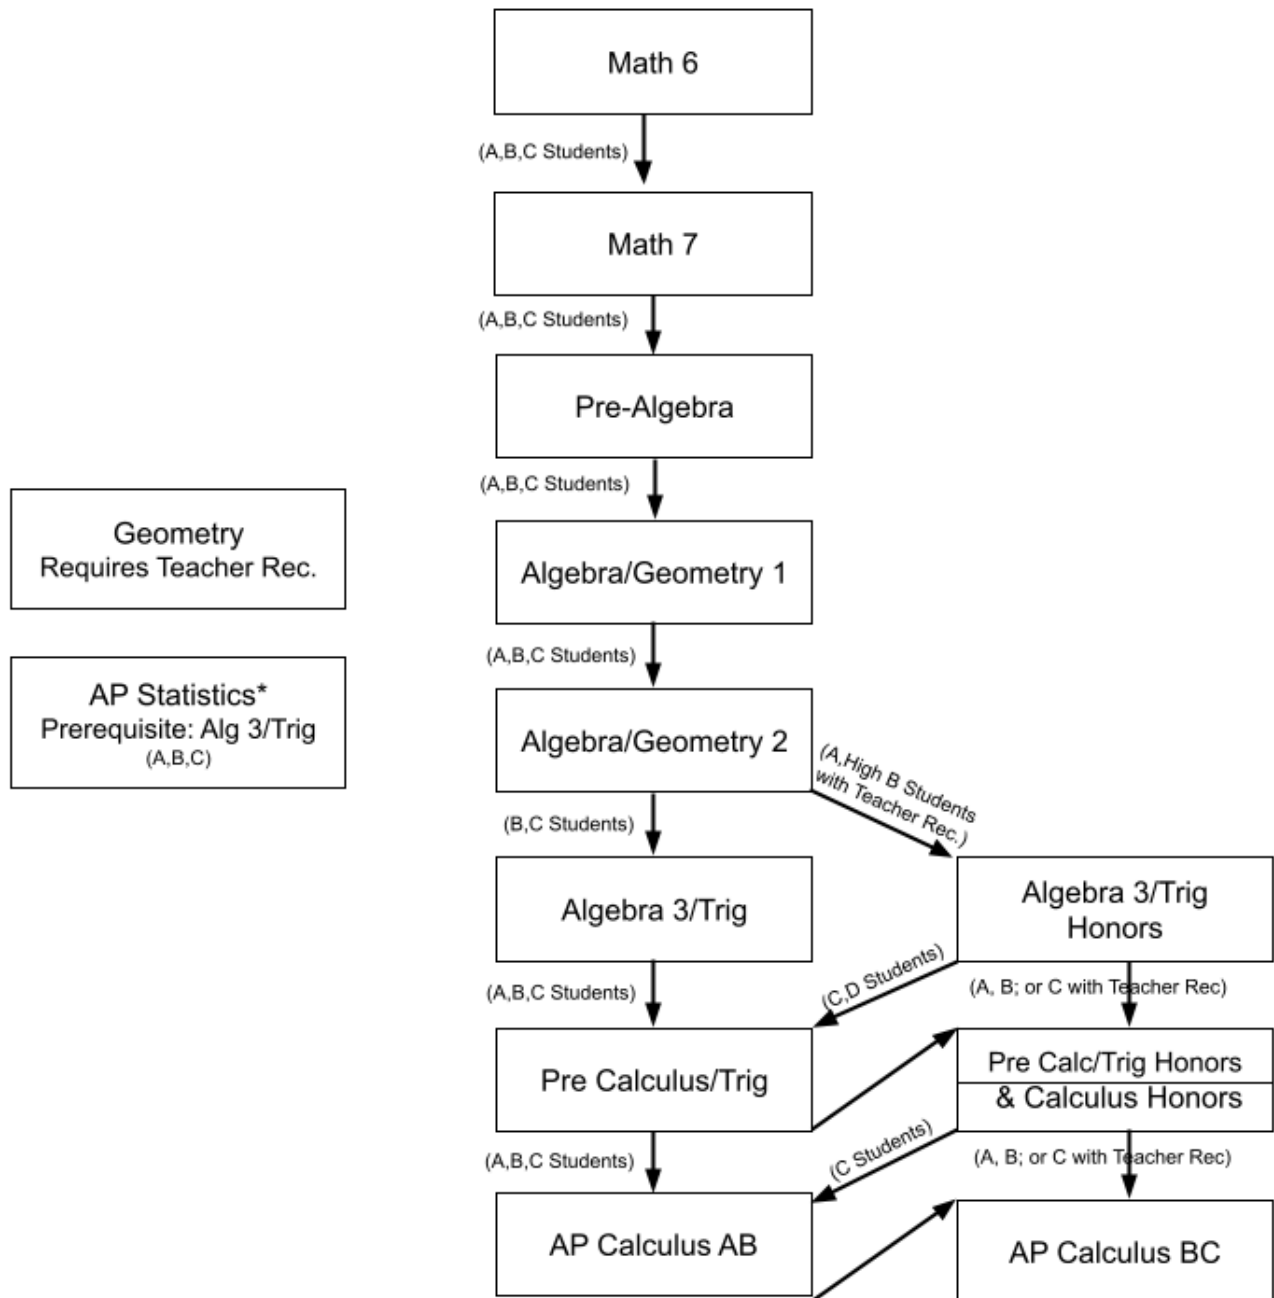 Math 6
(A,B,C Students)
Math 7
(A,B,C Students)
Pre-Algebra
(A,B,C Students)
Geometry
Requires Teacher Rec.
Algebra/Geometry 1
(A,B,C Students)
AP Statistics*
Prerequisite: Alg 3/Trig
(A,B,C)
Algebra/Geometry 2
(A,High B Students
with Teacher Rec.)
(B,C Students)
Algebra 3/Trig
Algebra 3/Trig
Honors
(A,B,C Students)
(C,D Students)
(A, B; or C with Teacher Rec)
Pre Calculus/Trig
Pre Calc/Trig Honors
& Calculus Honors
(A,B,C Students)
(C Students)
(A, B; or C with Teacher Rec)
AP Calculus AB
AP Calculus BC